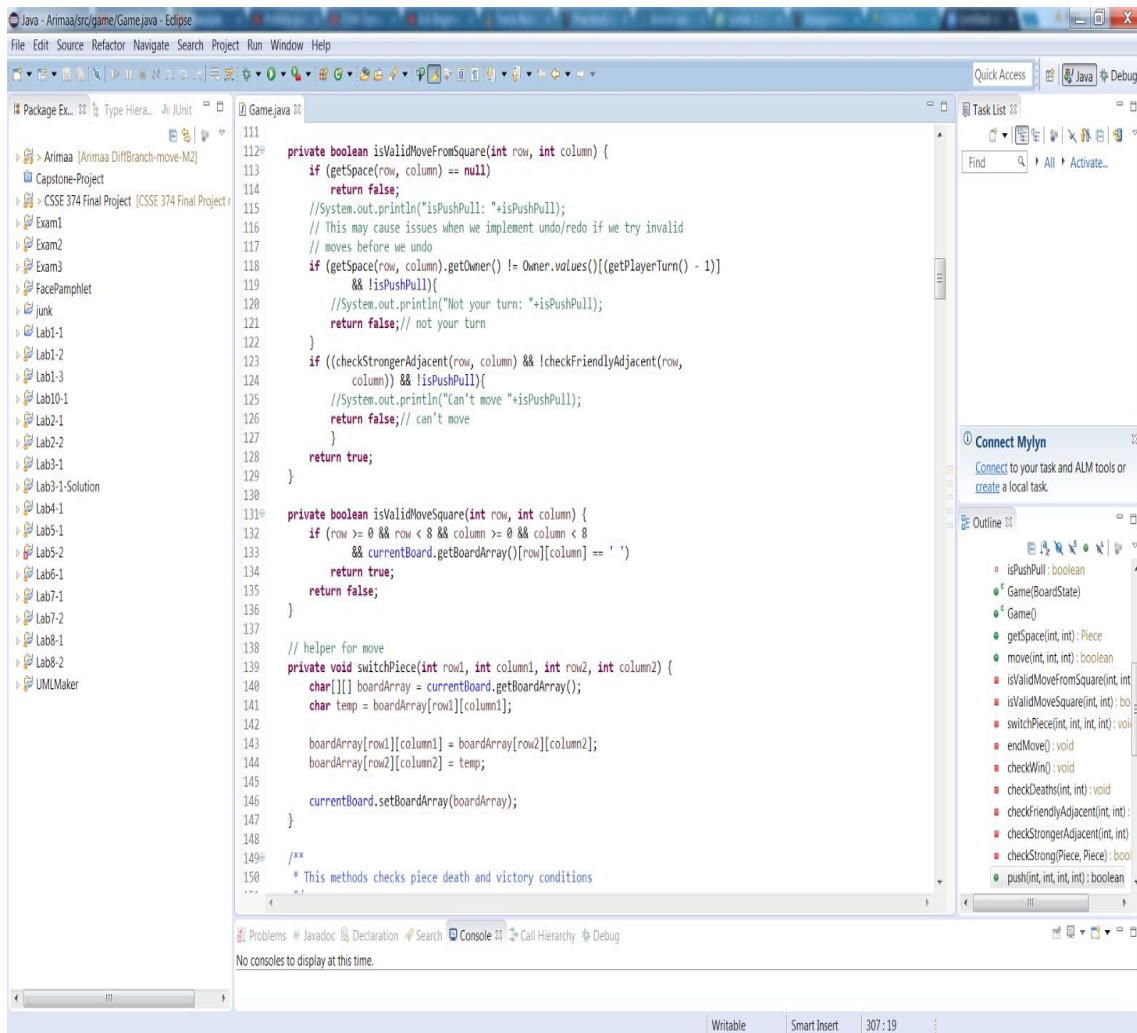 Java - Arimaa/src/game/Game.java - Eclipse
File Edit Source Refactor Navigate Search Project Run Window Help
Quick Access Java Debug
Package Ex... Type Hiera... JUnit
> Arimaa [Arimaa DiffBranch-move-M2]
Capstone-Project
> CSSE 374 Final Project [CSSE 374 Final Project r
Exam1
Exam2
Exam3
FacePamphlet
junk
Lab1-1
Lab1-2
Lab1-3
Lab10-1
Lab2-1
Lab2-2
Lab3-1
Lab3-1-Solution
Lab4-1
Lab5-1
Lab5-2
Lab6-1
Lab7-1
Lab7-2
Lab8-1
Lab8-2
UMLMaker
Game.java
111
112 private boolean isValidMoveFromSquare(int row, int column) {
113 if (getSpace(row, column) == null)
114 return false;
115 //System.out.println("isPushPull: "+isPushPull);
116 // This may cause issues when we implement undo/redo if we try invalid
117 // moves before we undo
118 if (getSpace(row, column).getOwner() != Owner.values()[(getPlayerTurn() - 1)]
119 && !isPushPull){
120 //System.out.println("Not your turn: "+isPushPull);
121 return false;// not your turn
122 }
123 if ((checkStrongerAdjacent(row, column) && !checkFriendlyAdjacent(row,
124 column)) && !isPushPull){
125 //System.out.println("Can't move "+isPushPull);
126 return false;// can't move
127 }
128 return true;
129 }
130
131 private boolean isValidMoveSquare(int row, int column) {
132 if (row >= 0 && row < 8 && column >= 0 && column < 8
133 && currentBoard.getBoardArray()[row][column] == ' ')
134 return true;
135 return false;
136 }
137
138 // helper for move
139 private void switchPiece(int row1, int column1, int row2, int column2) {
140 char[][] boardArray = currentBoard.getBoardArray();
141 char temp = boardArray[row1][column1];
142
143 boardArray[row1][column1] = boardArray[row2][column2];
144 boardArray[row2][column2] = temp;
145
146 currentBoard.setBoardArray(boardArray);
147 }
148
149 /**
150 * This methods checks piece death and victory conditions
Task List
Find All Activate...
Connect Mylyn
Connect to your task and ALM tools or
create a local task.
Outline
isPushPull : boolean
Game(BoardState)
Game()
getSpace(int, int) : Piece
move(int, int, int) : boolean
isValidMoveFromSquare(int, int
isValidMoveSquare(int, int) : bo
switchPiece(int, int, int, int) : voi
endMove() : void
checkWin() : void
checkDeaths(int, int) : void
checkFriendlyAdjacent(int, int) :
checkStrongerAdjacent(int, int)
checkStrong(Piece, Piece) : bool
push(int, int, int, int) : boolean
Problems Javadoc Declaration Search Console Call Hierarchy Debug
No consoles to display at this time.
Writable Smart Insert 307 : 19